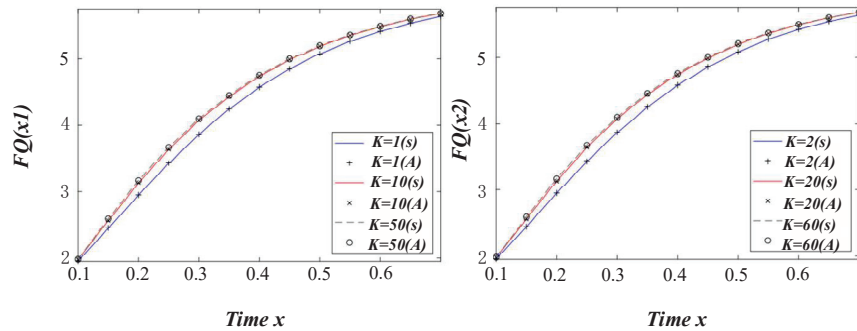 FQ(x1)
5
4
3
2
0.1 0.2 0.3 0.4 0.5 0.6
Time x
K=1(s)
K=1(A)
K=10(s)
K=10(A)
K=50(s)
K=50(A)
FQ(x2)
5
4
3
2
0.1 0.2 0.3 0.4 0.5 0.6
Time x
K=2(s)
K=2(A)
K=20(s)
K=20(A)
K=60(s)
K=60(A)